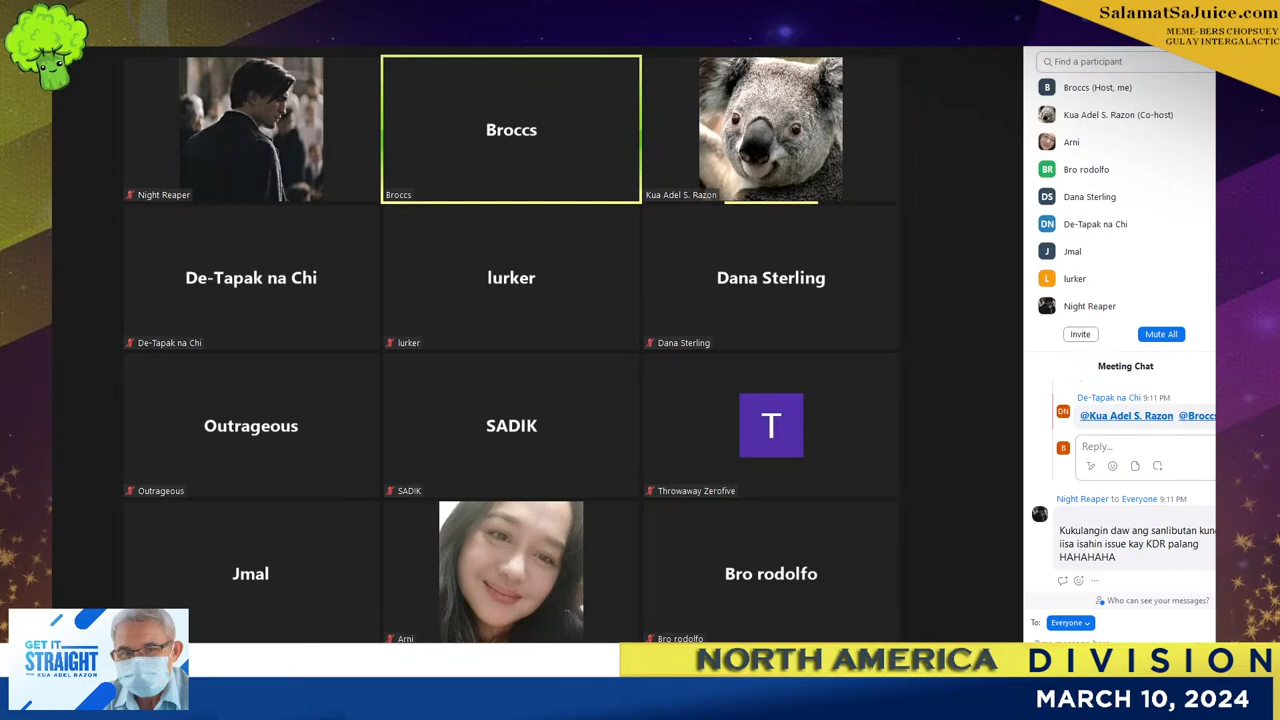 SalamatSaJuice.com
MEME-BERS CHOPSUEY
GULAY INTERGALACTIC
Night Reaper
Broccs
Broccs
Kua Adel S. Razon
De-Tapak na Chi
De-Tapak na Chi
lurker
lurker
Dana Sterling
Dana Sterling
Outrageous
Outrageous
SADIK
SADIK
T
Throwaway Zerofive
Jmal
Arni
Bro rodolfo
Bro rodolfo
Find a participant
B Broccs (Host, me)
Kua Adel S. Razon (Co-host)
Arni
BR Bro rodolfo
DS Dana Sterling
DN De-Tapak na Chi
J Jmal
L lurker
Night Reaper
Invite
Mute All
Meeting Chat
De-Tapak na Chi 9:11 PM
DN @Kua Adel S. Razon @Broccs
B Reply...
Night Reaper to Everyone 9:11 PM
Kukulangin daw ang sanlibutan kung
iisa isahin issue kay KDR palang
HAHAHAHA
Who can see your messages?
To: Everyone
GET IT
STRAIGHT
KUA ADEL RAZON
NORTH AMERICA DIVISION
MARCH 10, 2024